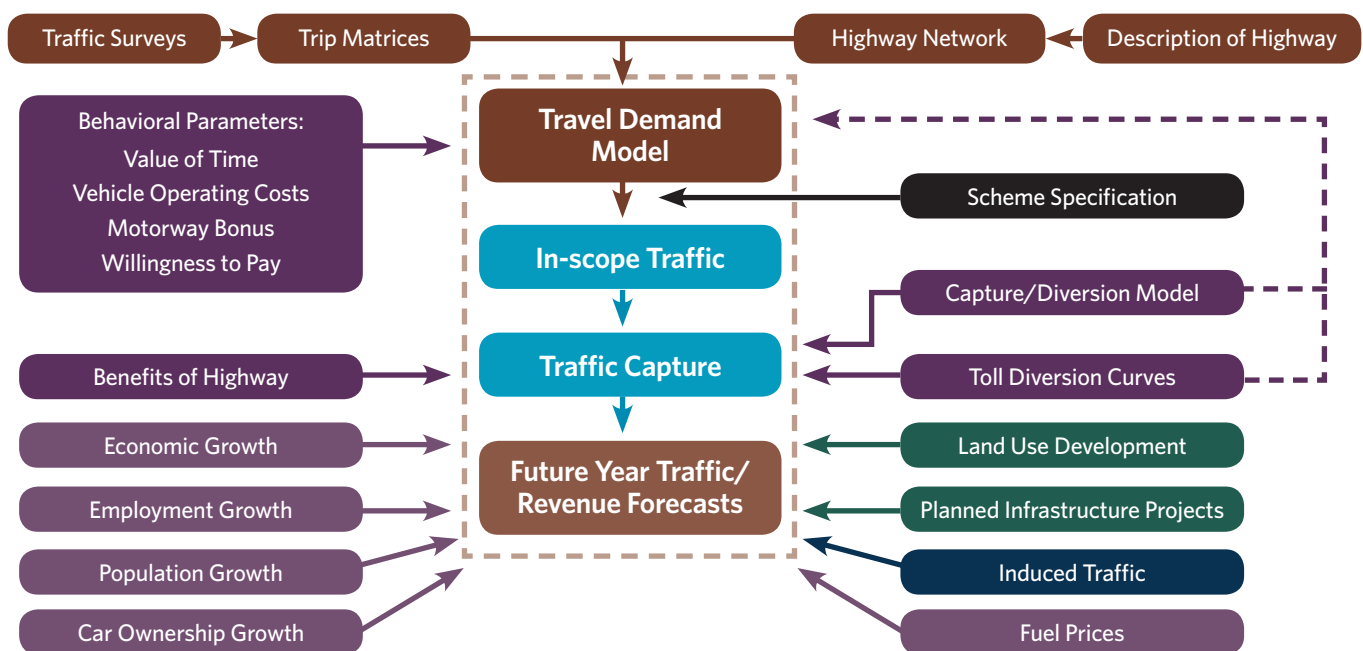 Traffic Surveys
Trip Matrices
Highway Network
Description of Highway
Behavioral Parameters:
Value of Time
Vehicle Operating Costs
Motorway Bonus
Willingness to Pay
Travel Demand
Model
Scheme Specification
In-scope Traffic
Capture/Diversion Model
Benefits of Highway
Traffic Capture
Toll Diversion Curves
Economic Growth
Employment Growth
Population Growth
Car Ownership Growth
Future Year Traffic/
Revenue Forecasts
Land Use Development
Planned Infrastructure Projects
Induced Traffic
Fuel Prices